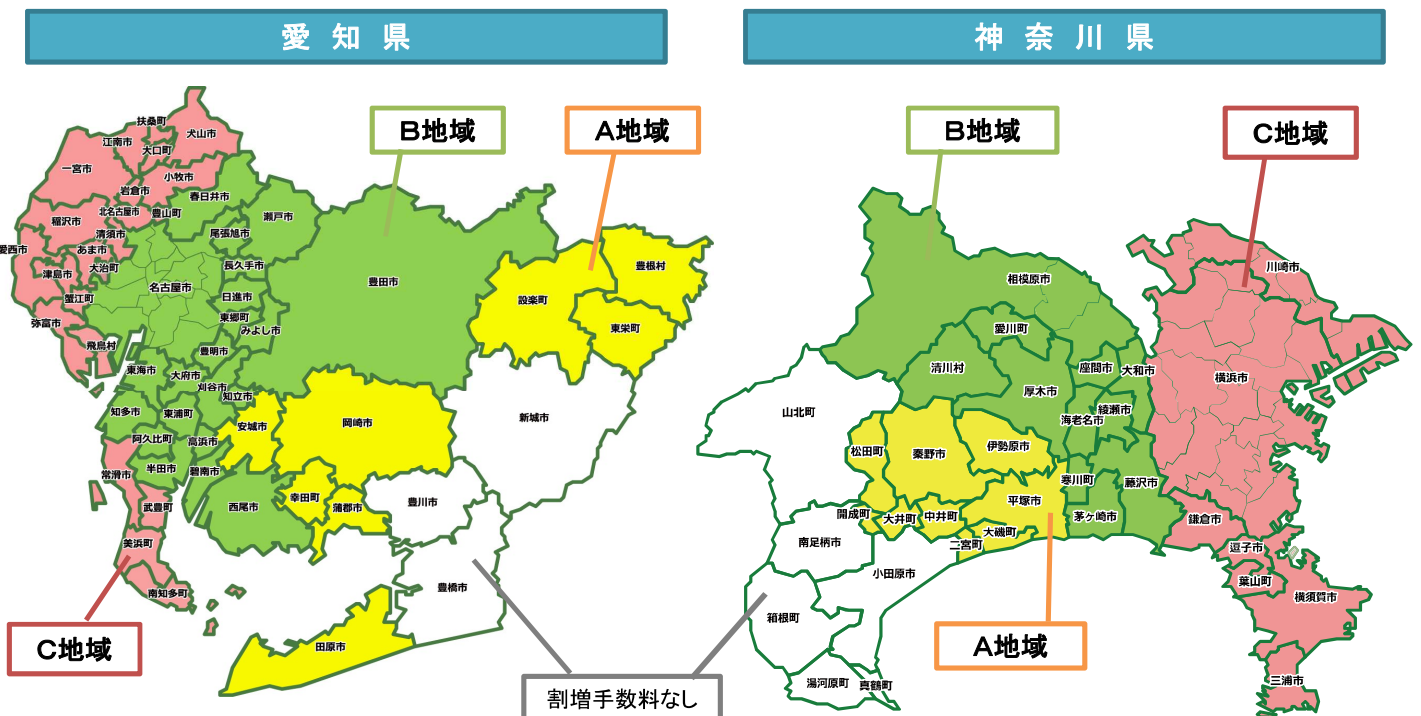 愛知県
神奈川県
B地域
A地域
B地域
C地域
扶桑町
犬山市
江南市
大口町
一宮市
小牧市
岩倉市
春日井市
北名古屋市
豊山町
稲沢市
瀬戸市
清須市
尾張旭市
愛西市
あま市
長久手市
大治町
津島市
名古屋市
豊田市
日進市
蟹江町
東郷町
弥富市
みよし市
飛島村
豊明市
東海市
大府市
刈谷市
知立市
知多市
東浦町
安城市
岡崎市
阿久比町
高浜市
半田市
碧南市
常滑市
武豊町
西尾市
幸田町
蒲郡市
豊川市
美浜町
南知多町
豊橋市
田原市
設楽町
豊根村
東栄町
新城市
川崎市
相模原市
愛川町
清川村
座間市
大和市
厚木市
横浜市
綾瀬市
海老名市
山北町
松田町
秦野市
伊勢原市
寒川町
藤沢市
平塚市
開成町
大井町
中井町
茅ヶ崎市
鎌倉市
大磯町
二宮町
南足柄市
小田原市
逗子市
葉山町
横須賀市
箱根町
湯河原町
真鶴町
三浦市
C地域
A地域
割増手数料なし